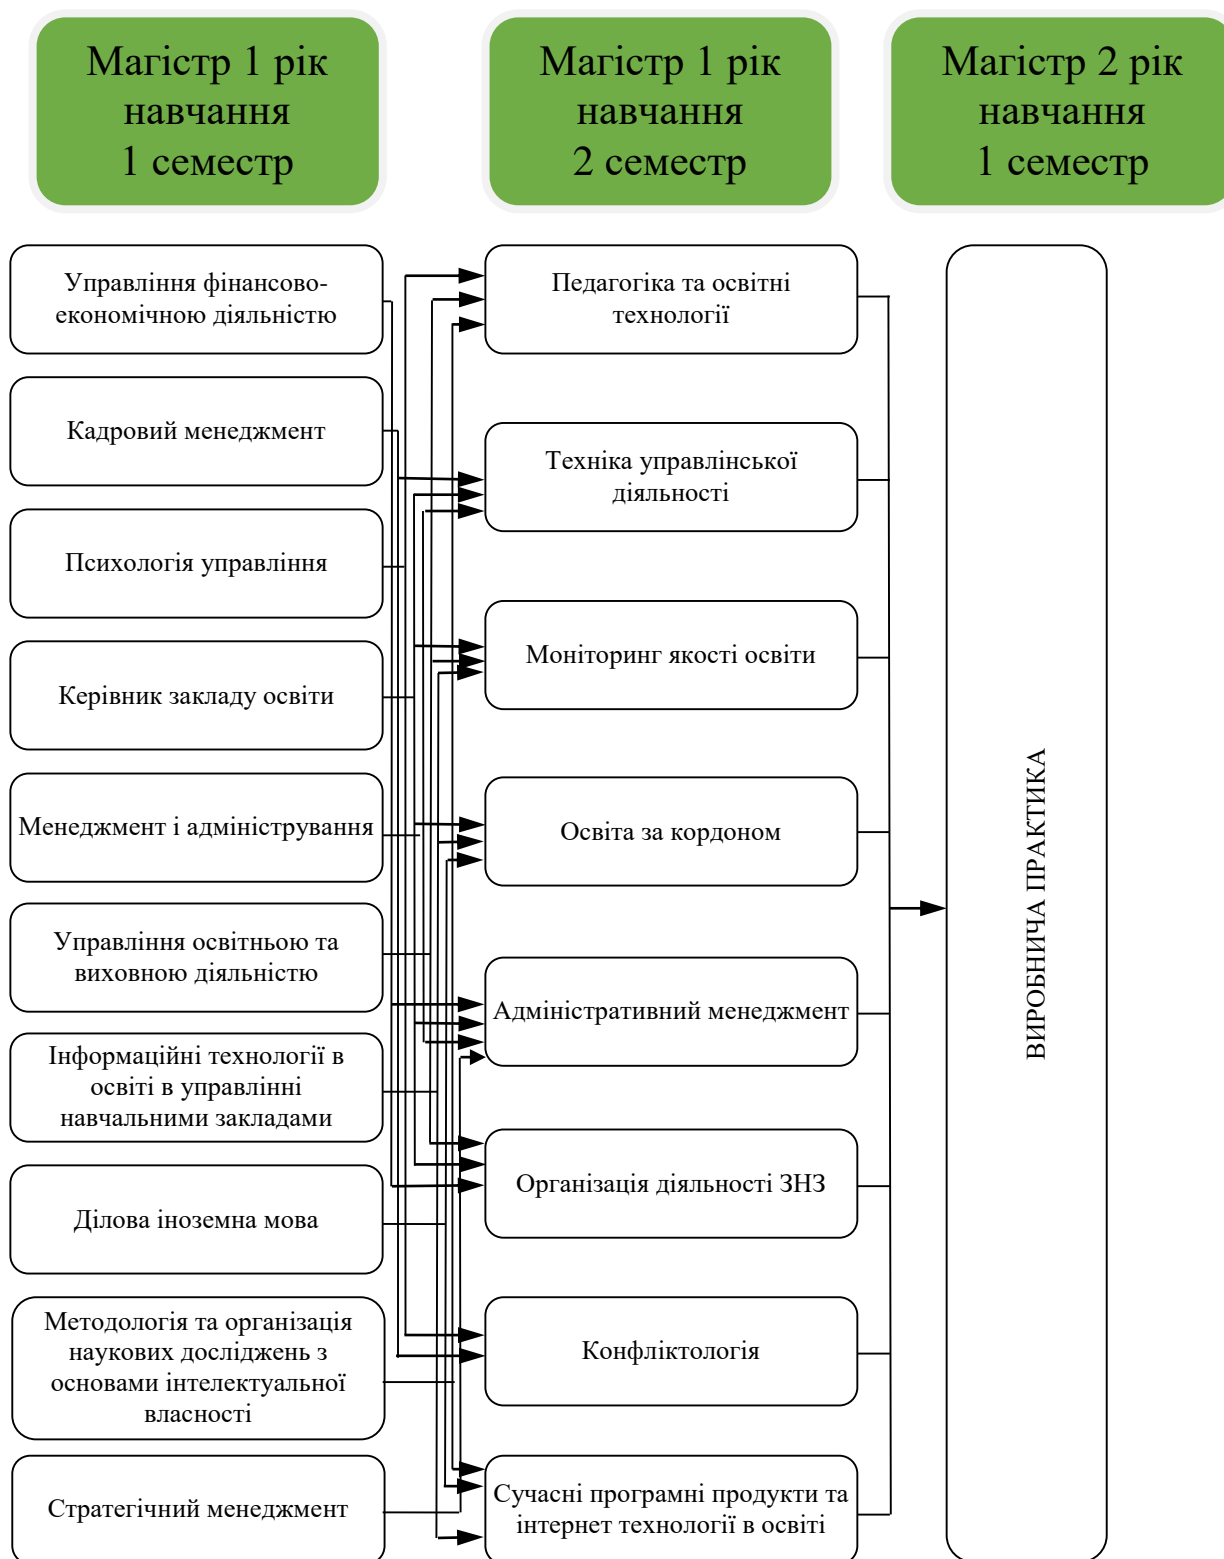 Магістр 1 рік
навчання
1 семестр
Магістр 1 рік
навчання
2 семестр
Магістр 2 рік
навчання
1 семестр
Управління фінансово-
економічною діяльністю
Кадровий менеджмент
Психологія управління
Керівник закладу освіти
Менеджмент і адміністрування
Управління освітньою та
виховною діяльністю
Інформаційні технології в
освіті в управлінні
навчальними закладами
Ділова іноземна мова
Методологія та організація
наукових досліджень з
основами інтелектуальної
власності
Стратегічний менеджмент
Педагогіка та освітні
технології
Техніка управлінської
діяльності
Моніторинг якості освіти
Освіта за кордоном
Адміністративний менеджмент
Організація діяльності ЗНЗ
Конфліктологія
Сучасні програмні продукти та
інтернет технології в освіті
ВИРОБНИЧА ПРАКТИКА